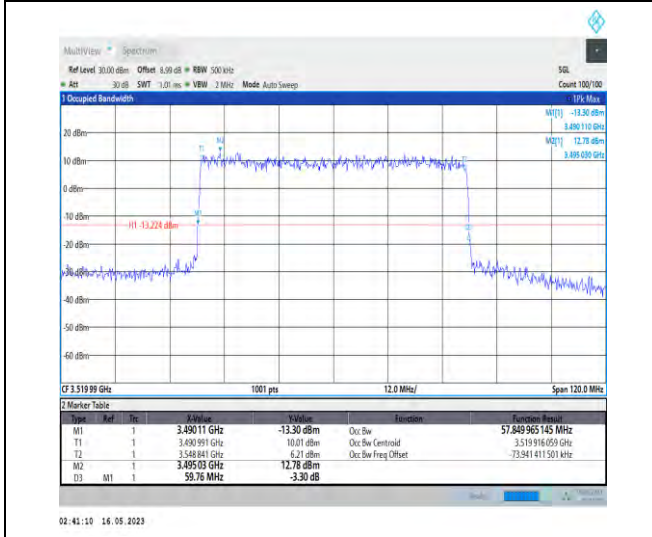 MultiView Spectrum
Ref Level 30.00 dBm Offset 8.99 dB RBW 500 kHz SGL
Att 30 dB SWT 1.01 ms VBW 2 MHz Mode Auto Sweep Count 100/100
1 Occupied Bandwidth 1Pk Max
M1[1] -13.30 dBm
3.490 110 GHz
M2[1] 12.78 dBm
3.495 030 GHz
20 dBm
10 dBm
0 dBm
-10 dBm
H1 -13.224 dBm
-20 dBm
-30 dBm
-40 dBm
-50 dBm
-60 dBm
T1
M2
M1
CF 3.519 99 GHz 1001 pts 12.0 MHz/ Span 120.0 MHz
2 Marker Table
Type Ref Trc X-Value Y-Value Function Function Result
M1 1 3.490 11 GHz -13.30 dBm Occ Bw 57.849 965 145 MHz
T1 1 3.490 991 GHz 10.01 dBm Occ Bw Centroid 3.519 916 059 GHz
T2 1 3.548 841 GHz 6.21 dBm Occ Bw Freq Offset -73.941 411 501 kHz
M2 1 3.495 03 GHz 12.78 dBm
D3 M1 1 59.76 MHz -3.30 dB
02:41:10 16.05.2023